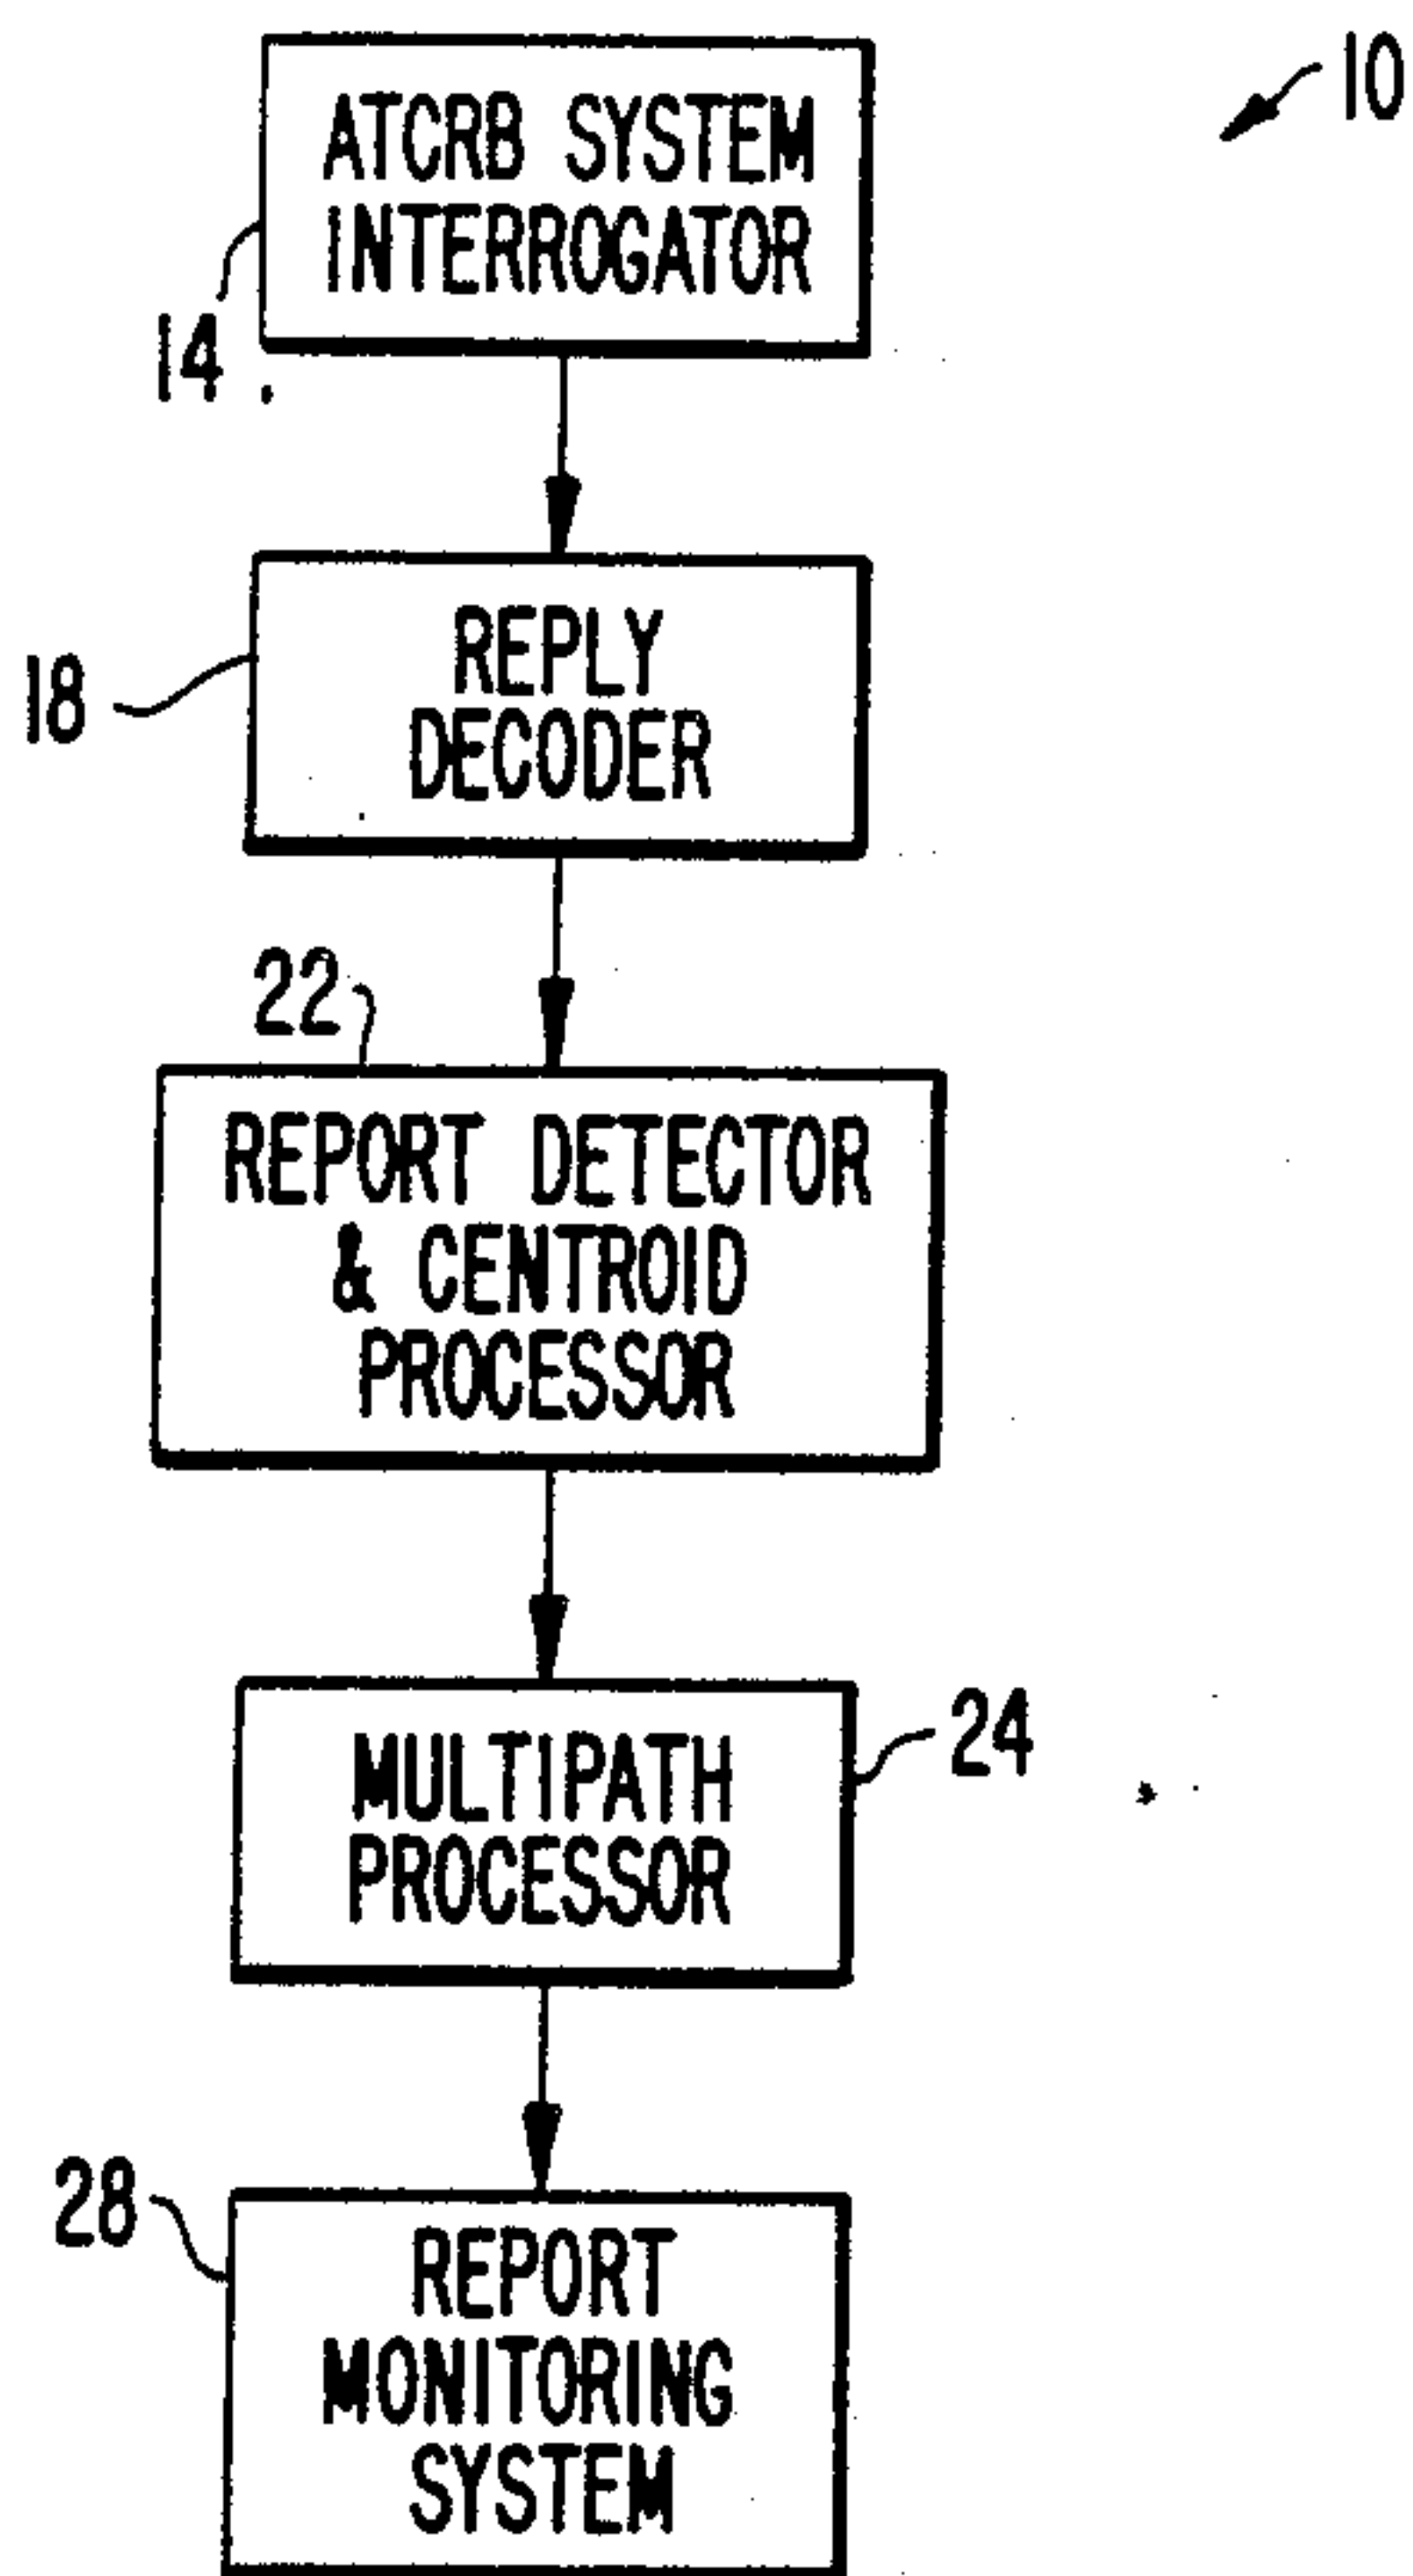 10
ATCRB SYSTEM
INTERROGATOR
14
REPLY
DECODER
18
22
REPORT DETECTOR
& CENTROID
PROCESSOR
MULTIPATH
PROCESSOR
24
28
REPORT
MONITORING
SYSTEM